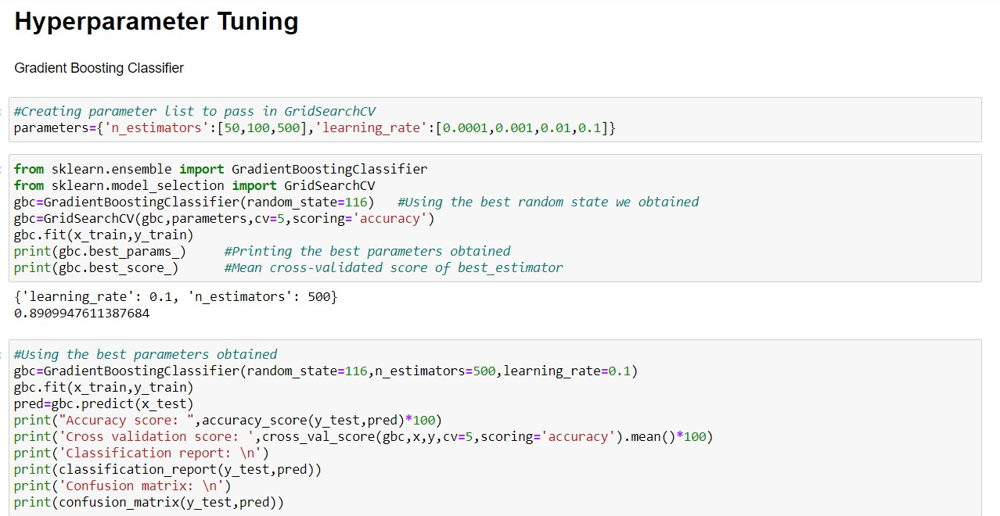 Hyperparameter Tuning
Gradient Boosting Classifier
#Creating parameter list to pass in GridSearchCV
parameters={'n_estimators':[50,100,500],'learning_rate':[0.0001,0.001,0.01,0.1]}
from sklearn.ensemble import GradientBoostingClassifier
from sklearn.model_selection import GridSearchCV
gbc=GradientBoostingClassifier(random_state=116)   #Using the best random state we obtained
gbc=GridSearchCV(gbc,parameters,cv=5,scoring='accuracy')
gbc.fit(x_train,y_train)
print(gbc.best_params_)     #Printing the best parameters obtained
print(gbc.best_score_)      #Mean cross-validated score of best_estimator
{'learning_rate': 0.1, 'n_estimators': 500}
0.8909947611387684
#Using the best parameters obtained
gbc=GradientBoostingClassifier(random_state=116,n_estimators=500,learning_rate=0.1)
gbc.fit(x_train,y_train)
pred=gbc.predict(x_test)
print("Accuracy score: ",accuracy_score(y_test,pred)*100)
print('Cross validation score: ',cross_val_score(gbc,x,y,cv=5,scoring='accuracy').mean()*100)
print('Classification report: \n')
print(classification_report(y_test,pred))
print('Confusion matrix: \n')
print(confusion_matrix(y_test,pred))